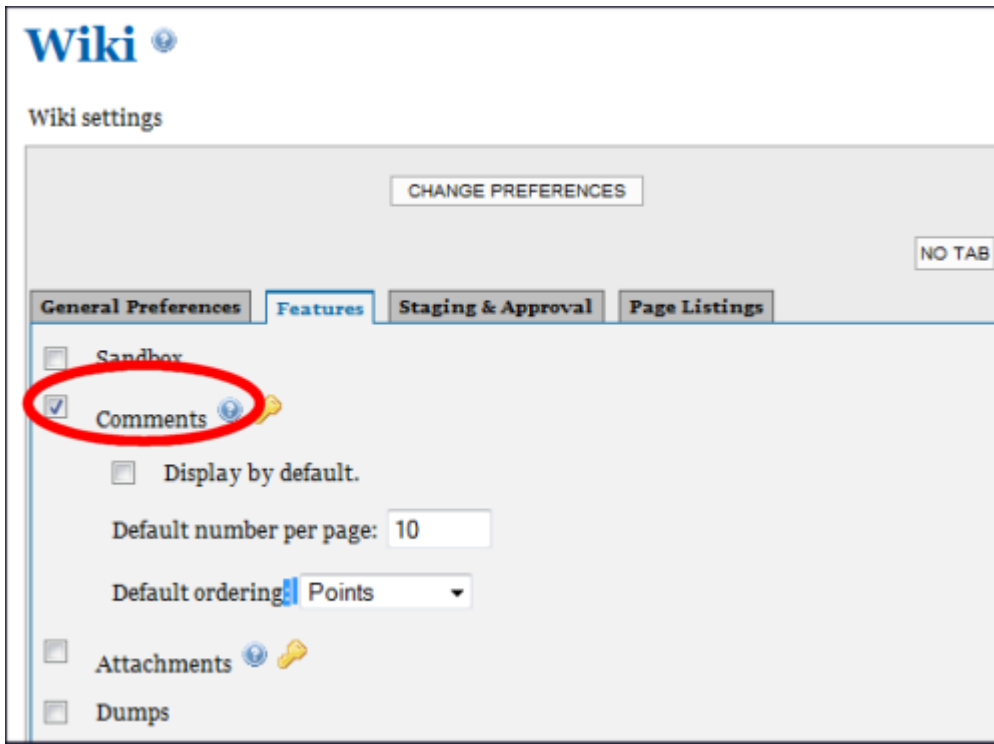 Wiki
Wiki settings
CHANGE PREFERENCES
NO TAB
General Preferences Features Staging & Approval Page Listings
Sandbox
Comments
Display by default.
Default number per page: 10
Default ordering: Points
Attachments
Dumps